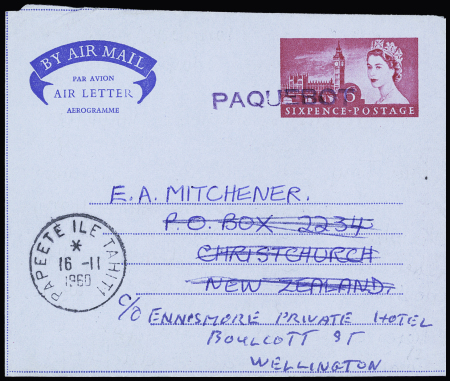 BY AIR MAIL
PAR AVION
AIR LETTER
AEROGRAMME
PAQUEBOT
6
SIXPENCE·POSTAGE
E.A. MITCHENER.
P.O. BOX 2234
CHRISTCHURCH
NEW ZEALAND.
C/O ENNISMORE PRIVATE HOTEL
BOULCOTT ST
WELLINGTON
PAPEETE ILE TAHITI
*
16 -11
1960